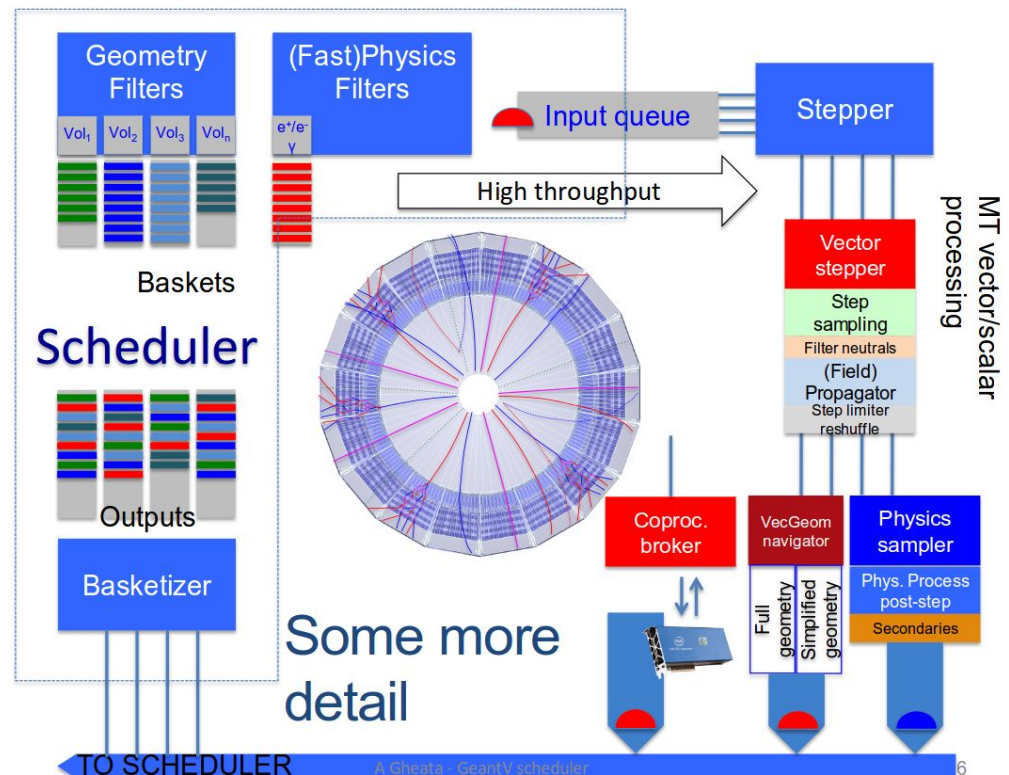 Geometry
Filters
Vol1
Vol2
Vol3
Voln
(Fast)Physics
Filters
e+/e-
γ
Input queue
Stepper
High throughput
MT vector/scalar
processing
Baskets
Scheduler
Vector
stepper
Step
sampling
Filter neutrals
(Field)
Propagator
Step limiter
reshuffle
Outputs
Basketizer
Coproc.
broker
VecGeom
navigator
Full
geometry
Simplified
geometry
Physics
sampler
Phys. Process
post-step
Secondaries
Some more
detail
TO SCHEDULER
A Gheata - GeantV scheduler
6